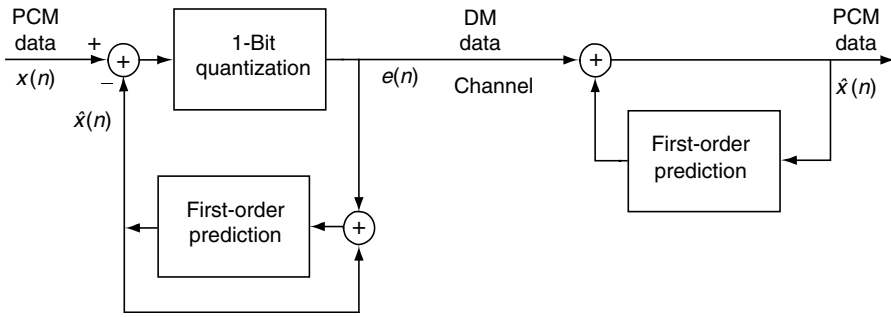 PCM
data
x(n)
+
+
–
x̂(n)
1-Bit
quantization
e(n)
DM
data
Channel
+
PCM
data
x̂(n)
First-order
prediction
+
First-order
prediction